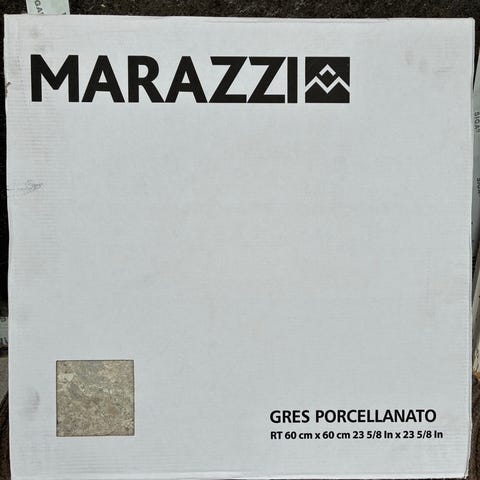 MARAZZI
GRES PORCELLANATO
RT 60 cm x 60 cm 23 5/8 In x 23 5/8 In